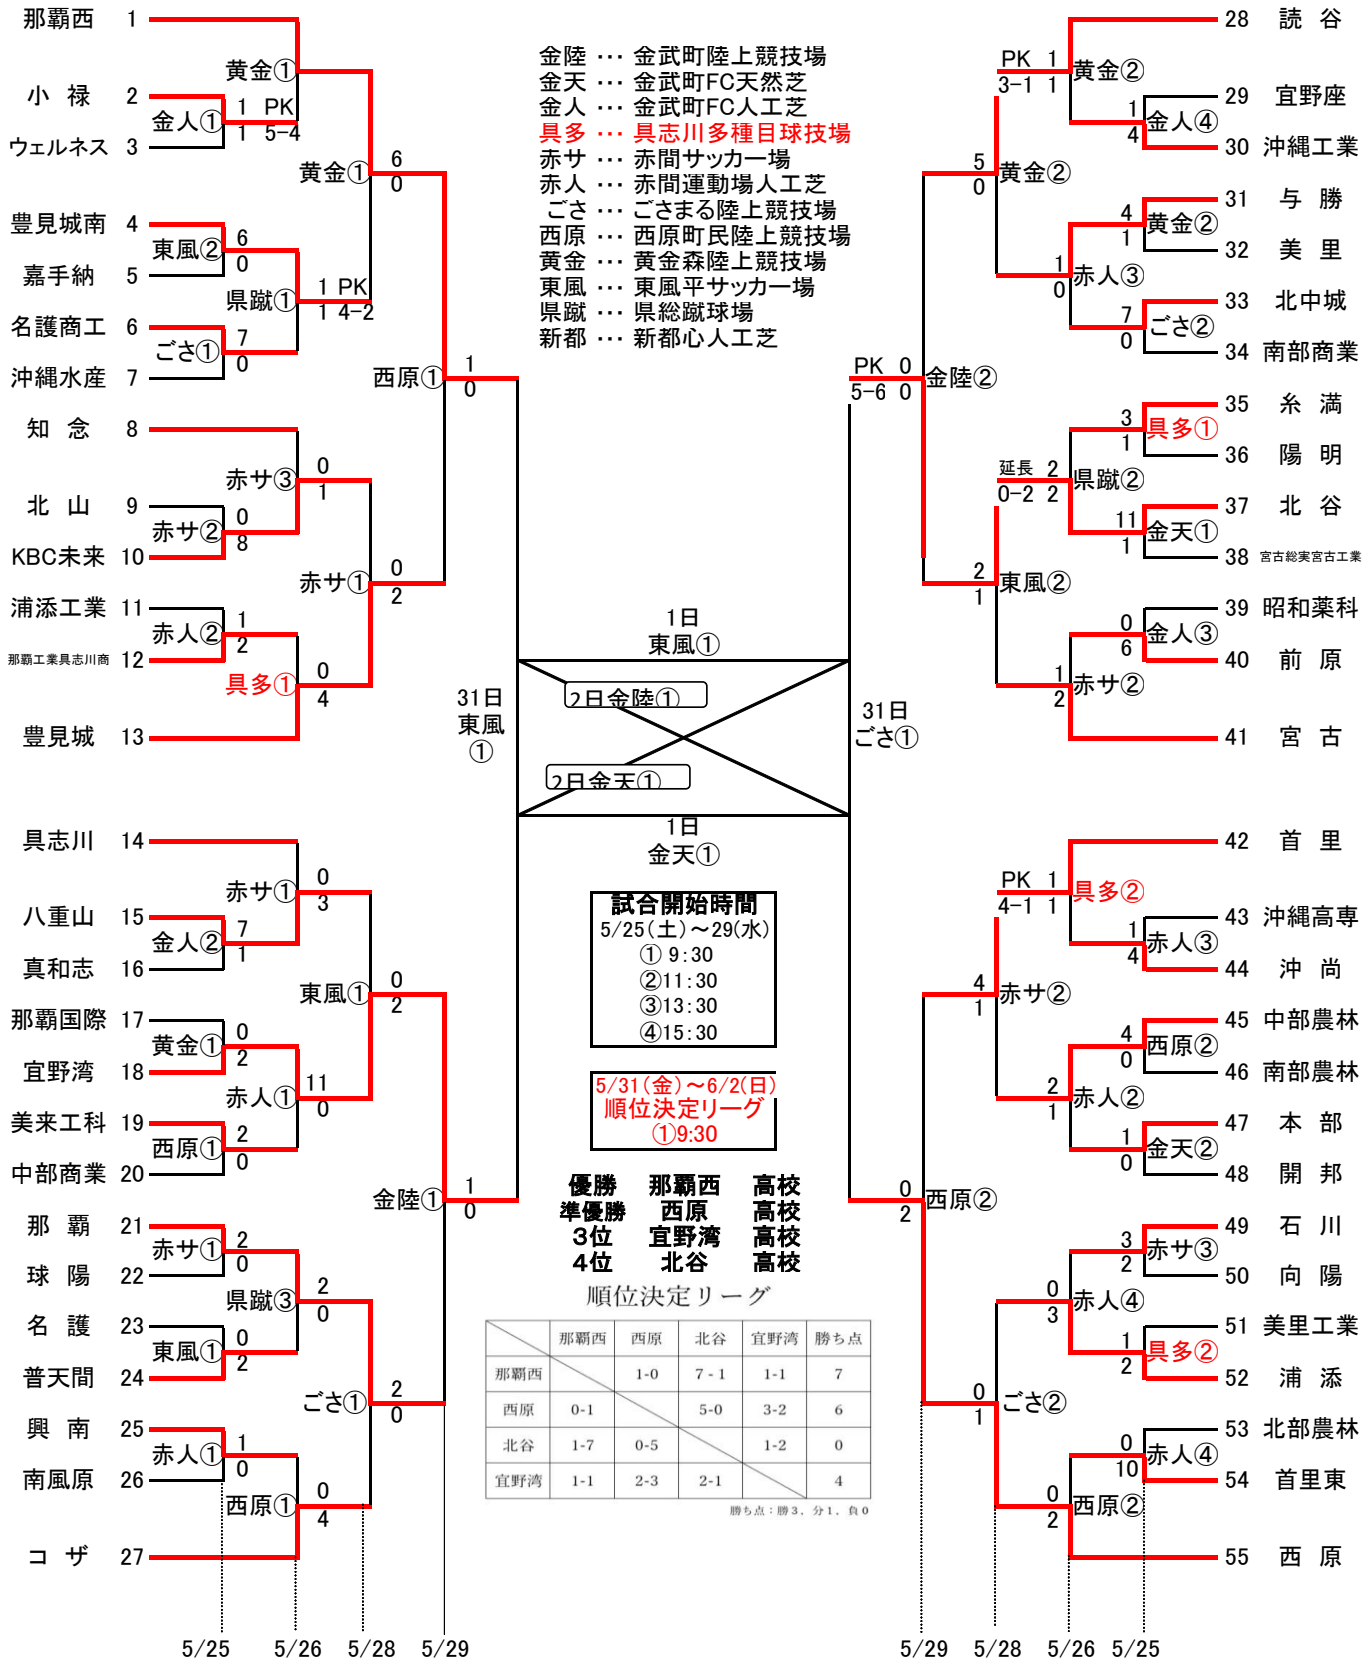 那覇西 1
小 禄 2
ウェルネス 3
豊見城南 4
嘉手納 5
名護商工 6
沖縄水産 7
知 念 8
北 山 9
KBC未来 10
浦添工業 11
那覇工業具志川商 12
豊見城 13
具志川 14
八重山 15
真和志 16
那覇国際 17
宜野湾 18
美来工科 19
中部商業 20
那 覇 21
球 陽 22
名 護 23
普天間 24
興 南 25
南風原 26
コ ザ 27
金人① 1 1
東風② 6 0
ごさ① 7 0
赤サ② 0 8
赤人② 1 2
金人② 7 1
黄金① 0 2
西原① 2 0
赤サ① 2 0
東風① 0 2
赤人① 1 0
黄金① PK 5-4
県蹴① 1 1 PK 4-2
赤サ③ 0 1
具多① 0 4
赤サ① 0 3
赤人① 11 0
県蹴③ 2 0
西原① 0 4
黄金① 6 0
赤サ① 0 2
東風① 0 2
ごさ① 2 0
西原① 1 0
金陸① 1 0
5/25 5/26 5/28 5/29
金陸 … 金武町陸上競技場
金天 … 金武町FC天然芝
金人 … 金武町FC人工芝
具多 … 具志川多種目球技場
赤サ … 赤間サッカー場
赤人 … 赤間運動場人工芝
ごさ … ごさまる陸上競技場
西原 … 西原町民陸上競技場
黄金 … 黄金森陸上競技場
東風 … 東風平サッカー場
県蹴 … 県総蹴球場
新都 … 新都心人工芝
1日
東風①
31日
東風
①
2日金陸①
2日金天①
31日
ごさ①
1日
金天①
試合開始時間
5/25(土)～29(水)
① 9:30
②11:30
③13:30
④15:30
5/31(金)～6/2(日)
順位決定リーグ
①9:30
優勝 那覇西 高校
準優勝 西原 高校
3位 宜野湾 高校
4位 北谷 高校
順位決定リーグ
那覇西 西原 北谷 宜野湾 勝ち点
那覇西 1-0 7-1 1-1 7
西原 0-1 5-0 3-2 6
北谷 1-7 0-5 1-2 0
宜野湾 1-1 2-3 2-1 4
勝ち点：勝3，分1，負0
28 読 谷
29 宜野座
30 沖縄工業
31 与 勝
32 美 里
33 北中城
34 南部商業
35 糸 満
36 陽 明
37 北 谷
38 宮古総実宮古工業
39 昭和薬科
40 前 原
41 宮 古
42 首 里
43 沖縄高専
44 沖 尚
45 中部農林
46 南部農林
47 本 部
48 開 邦
49 石 川
50 向 陽
51 美里工業
52 浦 添
53 北部農林
54 首里東
55 西 原
1 4 金人④
4 1 黄金②
7 0 ごさ②
3 1 具多①
11 1 金天①
0 6 金人③
1 4 赤人③
4 0 西原②
1 0 金天②
3 2 赤サ③
1 2 具多②
0 10 赤人④
PK 3-1 1 1 黄金②
1 0 赤人③
延長 0-2 2 2 県蹴②
1 2 赤サ②
PK 4-1 1 1 具多②
2 1 赤人②
0 3 赤人④
0 2 西原②
5 0 黄金②
2 1 東風②
4 1 赤サ②
0 1 ごさ②
PK 5-6 0 0 金陸②
0 2 西原②
5/29 5/28 5/26 5/25